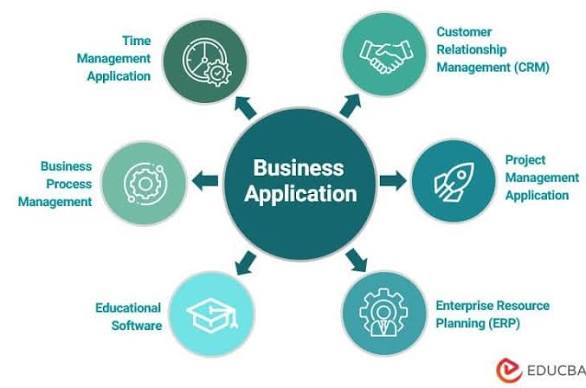 Time
Management
Application
Customer
Relationship
Management (CRM)
Business
Process
Management
Business
Application
Project
Management
Application
Educational
Software
Enterprise Resource
Planning (ERP)
EDUCBA